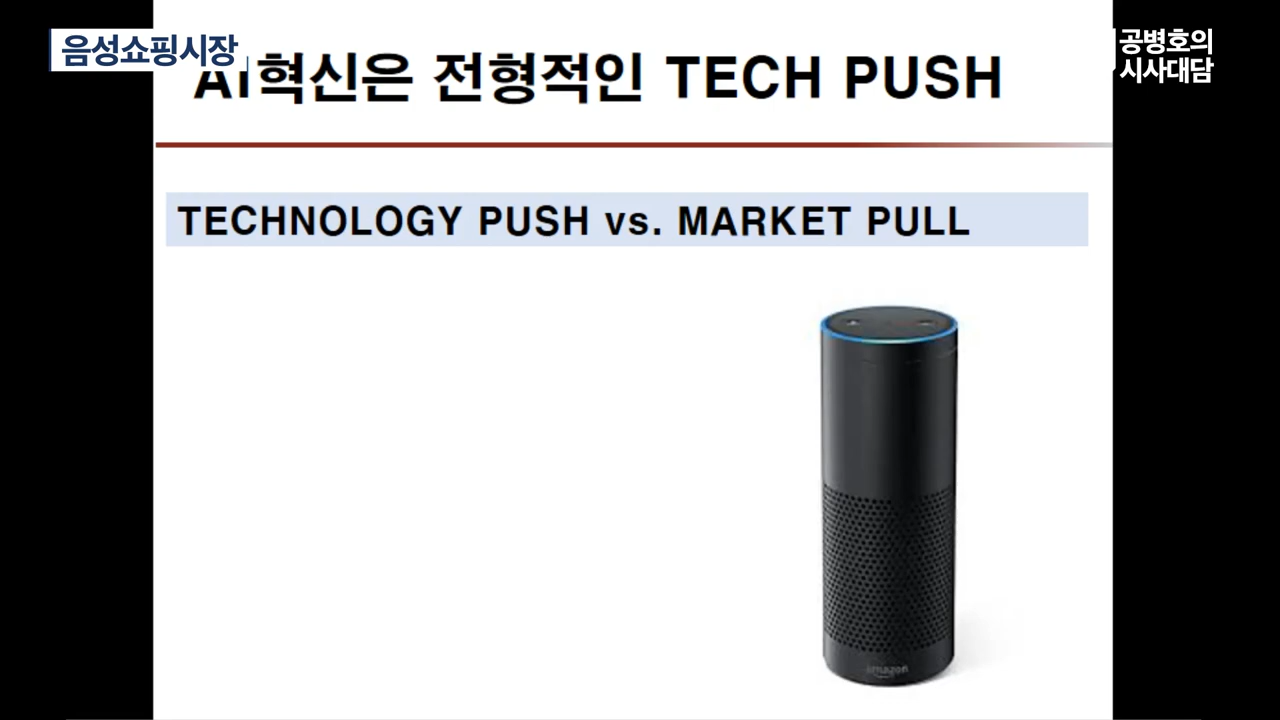 음성쇼핑시장
공병호의
시사대담
AI혁신은 전형적인 TECH PUSH
TECHNOLOGY PUSH vs. MARKET PULL
amazon